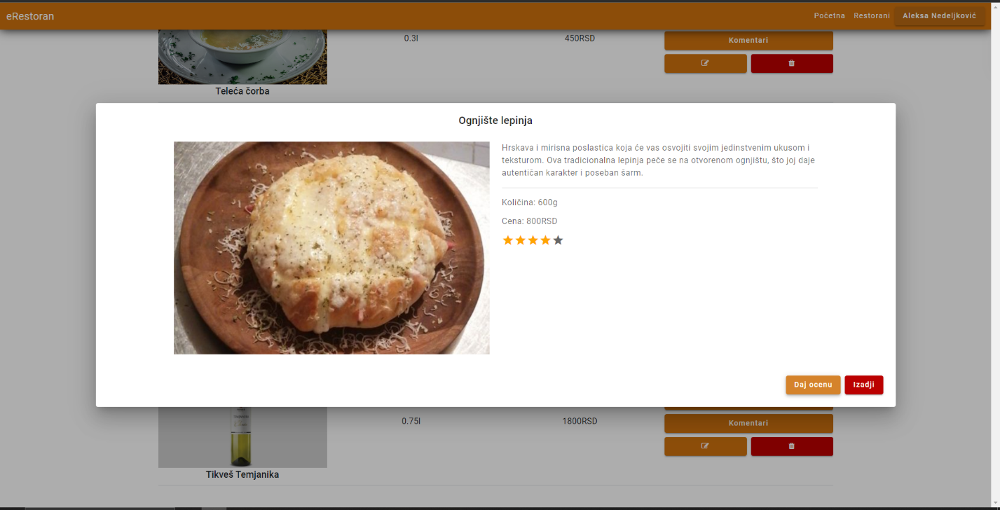 eRestoran
Početna Restorani Aleksa Nedeljković
0.3l 450RSD Komentari
Teleća čorba
Ognjište lepinja
Hrskava i mirisna poslastica koja će vas osvojiti svojim jedinstvenim ukusom i
teksturom. Ova tradicionalna lepinja peče se na otvorenom ognjištu, što joj daje
autentičan karakter i poseban šarm.
Količina: 600g
Cena: 800RSD
Daj ocenu Izadji
0.75l 1800RSD Komentari
Tikveš Temjanika